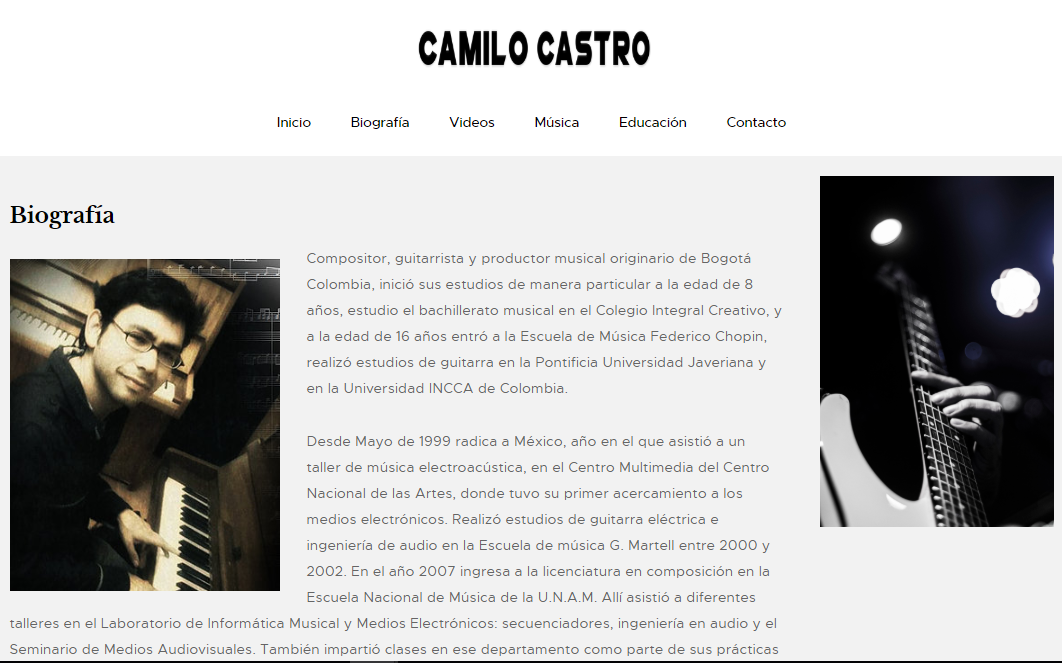 CAMILO CASTRO
Inicio Biografía Videos Música Educación Contacto
Biografía
Compositor, guitarrista y productor musical originario de Bogotá
Colombia, inició sus estudios de manera particular a la edad de 8
años, estudio el bachillerato musical en el Colegio Integral Creativo, y
a la edad de 16 años entró a la Escuela de Música Federico Chopin,
realizó estudios de guitarra en la Pontificia Universidad Javeriana y
en la Universidad INCCA de Colombia.
Desde Mayo de 1999 radica a México, año en el que asistió a un
taller de música electroacústica, en el Centro Multimedia del Centro
Nacional de las Artes, donde tuvo su primer acercamiento a los
medios electrónicos. Realizó estudios de guitarra eléctrica e
ingeniería de audio en la Escuela de música G. Martell entre 2000 y
2002. En el año 2007 ingresa a la licenciatura en composición en la
Escuela Nacional de Música de la U.N.A.M. Allí asistió a diferentes
talleres en el Laboratorio de Informática Musical y Medios Electrónicos: secuenciadores, ingeniería en audio y el
Seminario de Medios Audiovisuales. También impartió clases en ese departamento como parte de sus prácticas